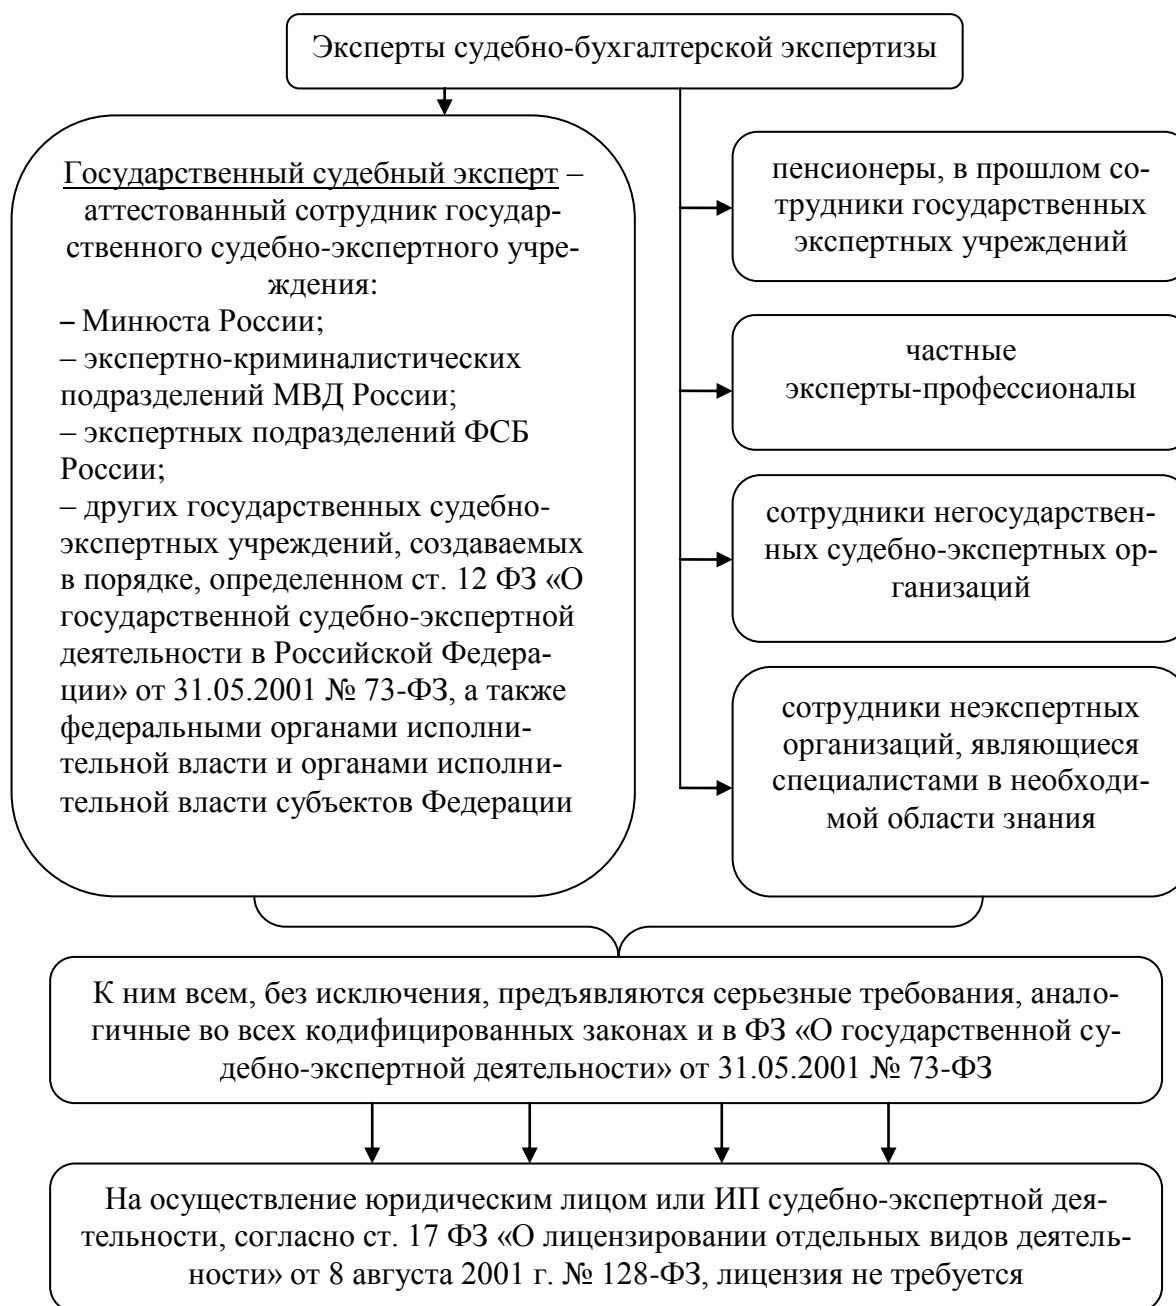 Эксперты судебно-бухгалтерской экспертизы
Государственный судебный эксперт –
аттестованный сотрудник государ-
ственного судебно-экспертного учре-
ждения:
– Минюста России;
– экспертно-криминалистических
подразделений МВД России;
– экспертных подразделений ФСБ
России;
– других государственных судебно-
экспертных учреждений, создаваемых
в порядке, определенном ст. 12 ФЗ «О
государственной судебно-экспертной
деятельности в Российской Федера-
ции» от 31.05.2001 № 73-ФЗ, а также
федеральными органами исполни-
тельной власти и органами исполни-
тельной власти субъектов Федерации
пенсионеры, в прошлом со-
трудники государственных
экспертных учреждений
частные
эксперты-профессионалы
сотрудники негосударствен-
ных судебно-экспертных ор-
ганизаций
сотрудники неэкспертных
организаций, являющиеся
специалистами в необходи-
мой области знания
К ним всем, без исключения, предъявляются серьезные требования, анало-
гичные во всех кодифицированных законах и в ФЗ «О государственной су-
дебно-экспертной деятельности» от 31.05.2001 № 73-ФЗ
На осуществление юридическим лицом или ИП судебно-экспертной дея-
тельности, согласно ст. 17 ФЗ «О лицензировании отдельных видов деятель-
ности» от 8 августа 2001 г. № 128-ФЗ, лицензия не требуется